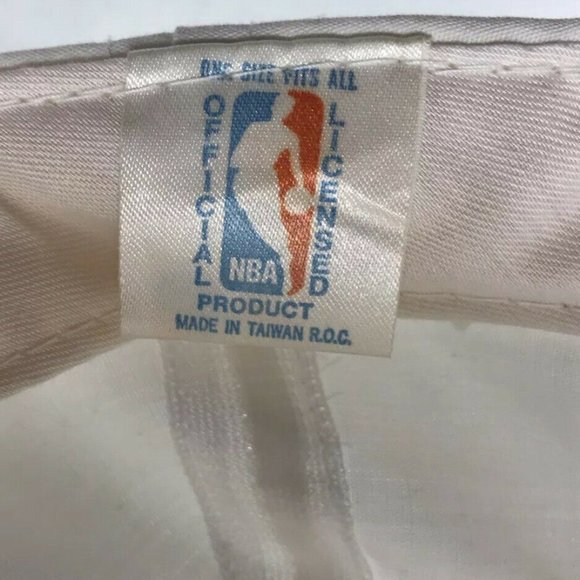 ONE SIZE FITS ALL
OFFICIAL
LICENSED
NBA
PRODUCT
MADE IN TAIWAN R.O.C.